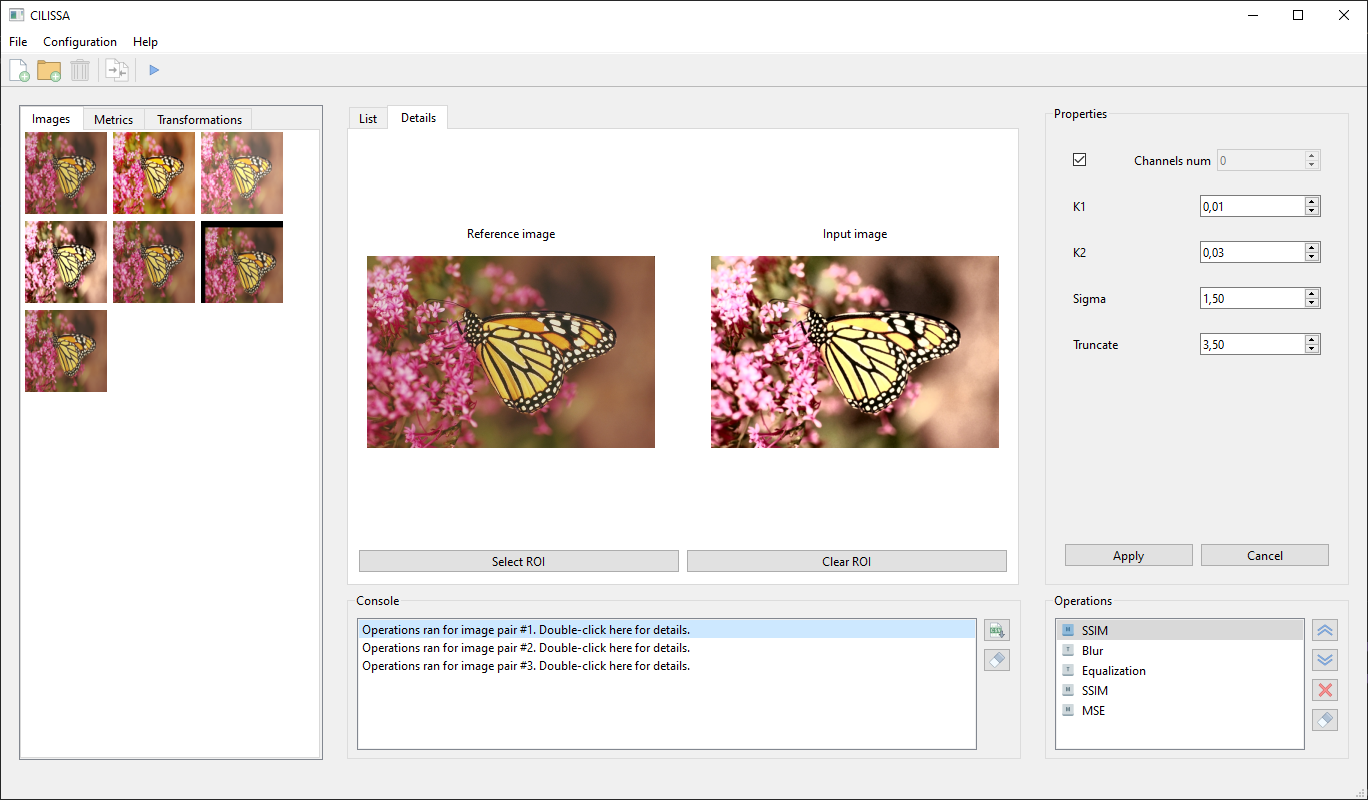 CILISSA
File Configuration Help
Images Metrics Transformations
List Details
Reference image
Input image
Select ROI
Clear ROI
Console
Operations ran for image pair #1. Double-click here for details.
Operations ran for image pair #2. Double-click here for details.
Operations ran for image pair #3. Double-click here for details.
Properties
Channels num 0
K1 0,01
K2 0,03
Sigma 1,50
Truncate 3,50
Apply
Cancel
Operations
M SSIM
T Blur
T Equalization
M SSIM
M MSE